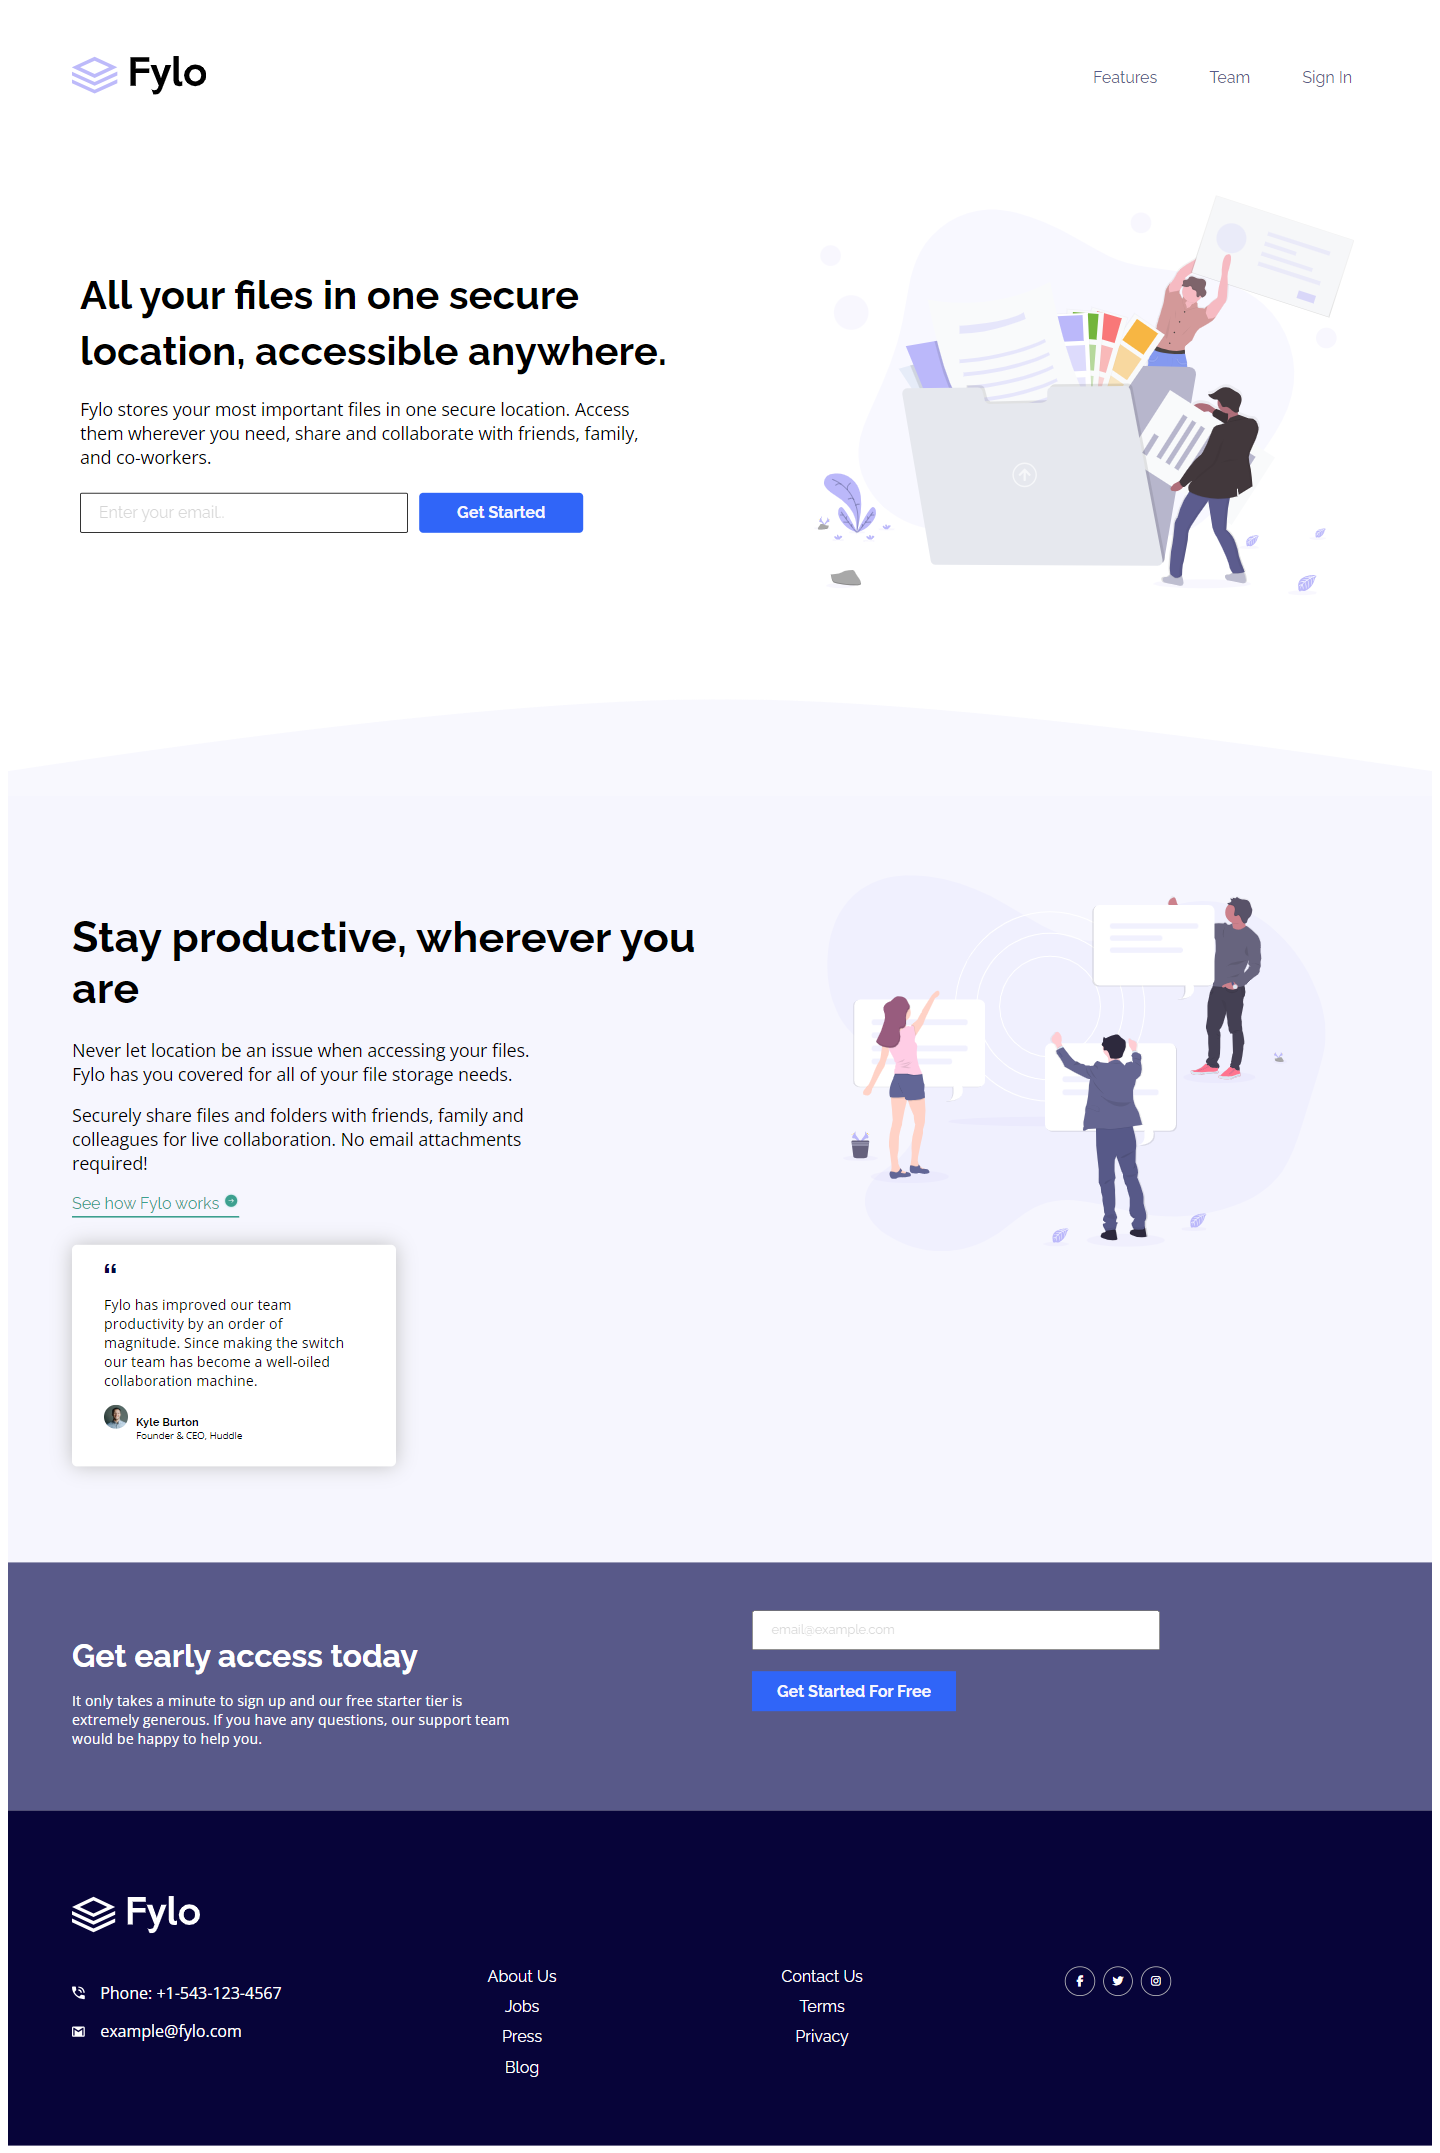 Fylo
Features
Team
Sign In
All your files in one secure
location, accessible anywhere.
Fylo stores your most important files in one secure location. Access
them wherever you need, share and collaborate with friends, family,
and co-workers.
Enter your email..
Get Started
Stay productive, wherever you
are
Never let location be an issue when accessing your files.
Fylo has you covered for all of your file storage needs.
Securely share files and folders with friends, family and
colleagues for live collaboration. No email attachments
required!
See how Fylo works
“
Fylo has improved our team
productivity by an order of
magnitude. Since making the switch
our team has become a well-oiled
collaboration machine.
Kyle Burton
Founder & CEO, Huddle
Get early access today
It only takes a minute to sign up and our free starter tier is
extremely generous. If you have any questions, our support team
would be happy to help you.
email@example.com
Get Started For Free
Fylo
Phone: +1-543-123-4567
example@fylo.com
About Us
Jobs
Press
Blog
Contact Us
Terms
Privacy